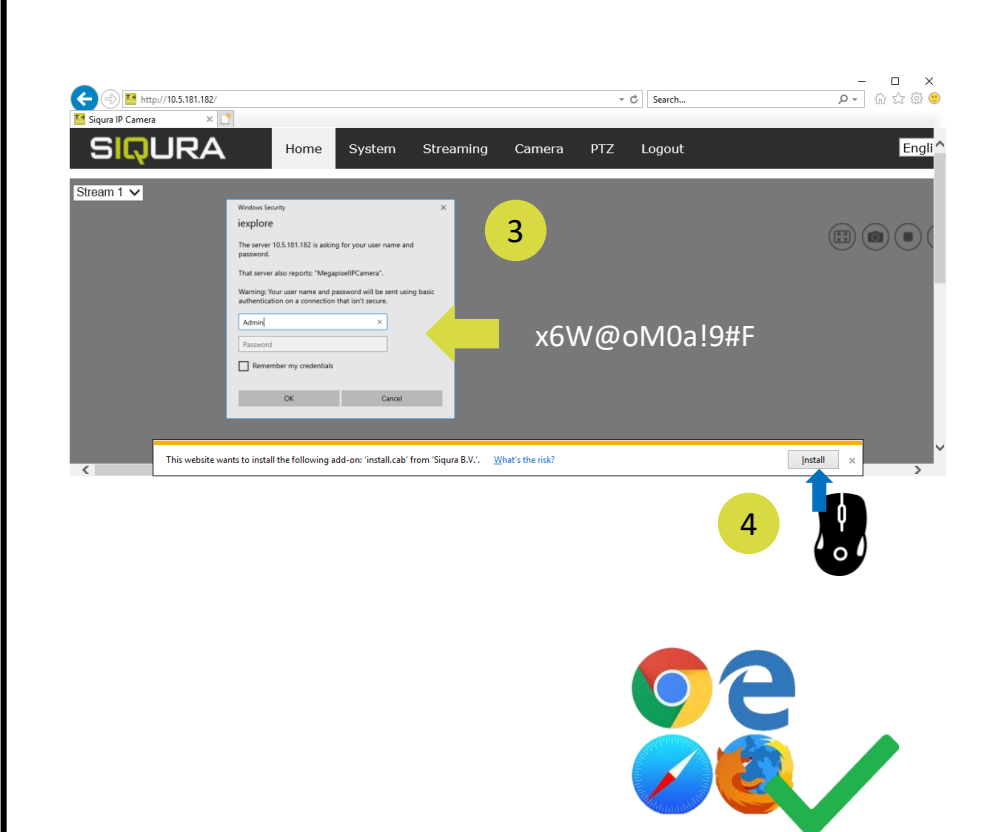 http://10.5.181.182/
Search...
Siqura IP Camera
SIQURA
Home
System
Streaming
Camera
PTZ
Logout
Engli
Stream 1
Windows Security
iexplore
The server 10.5.181.182 is asking for your user name and
password.
That server also reports: "MegapixelIPCamera".
Warning: Your user name and password will be sent using basic
authentication on a connection that isn't secure.
Admin
Password
Remember my credentials
OK
Cancel
3
x6W@oM0a!9#F
This website wants to install the following add-on: 'install.cab' from 'Siqura B.V.'.
What's the risk?
Install
4